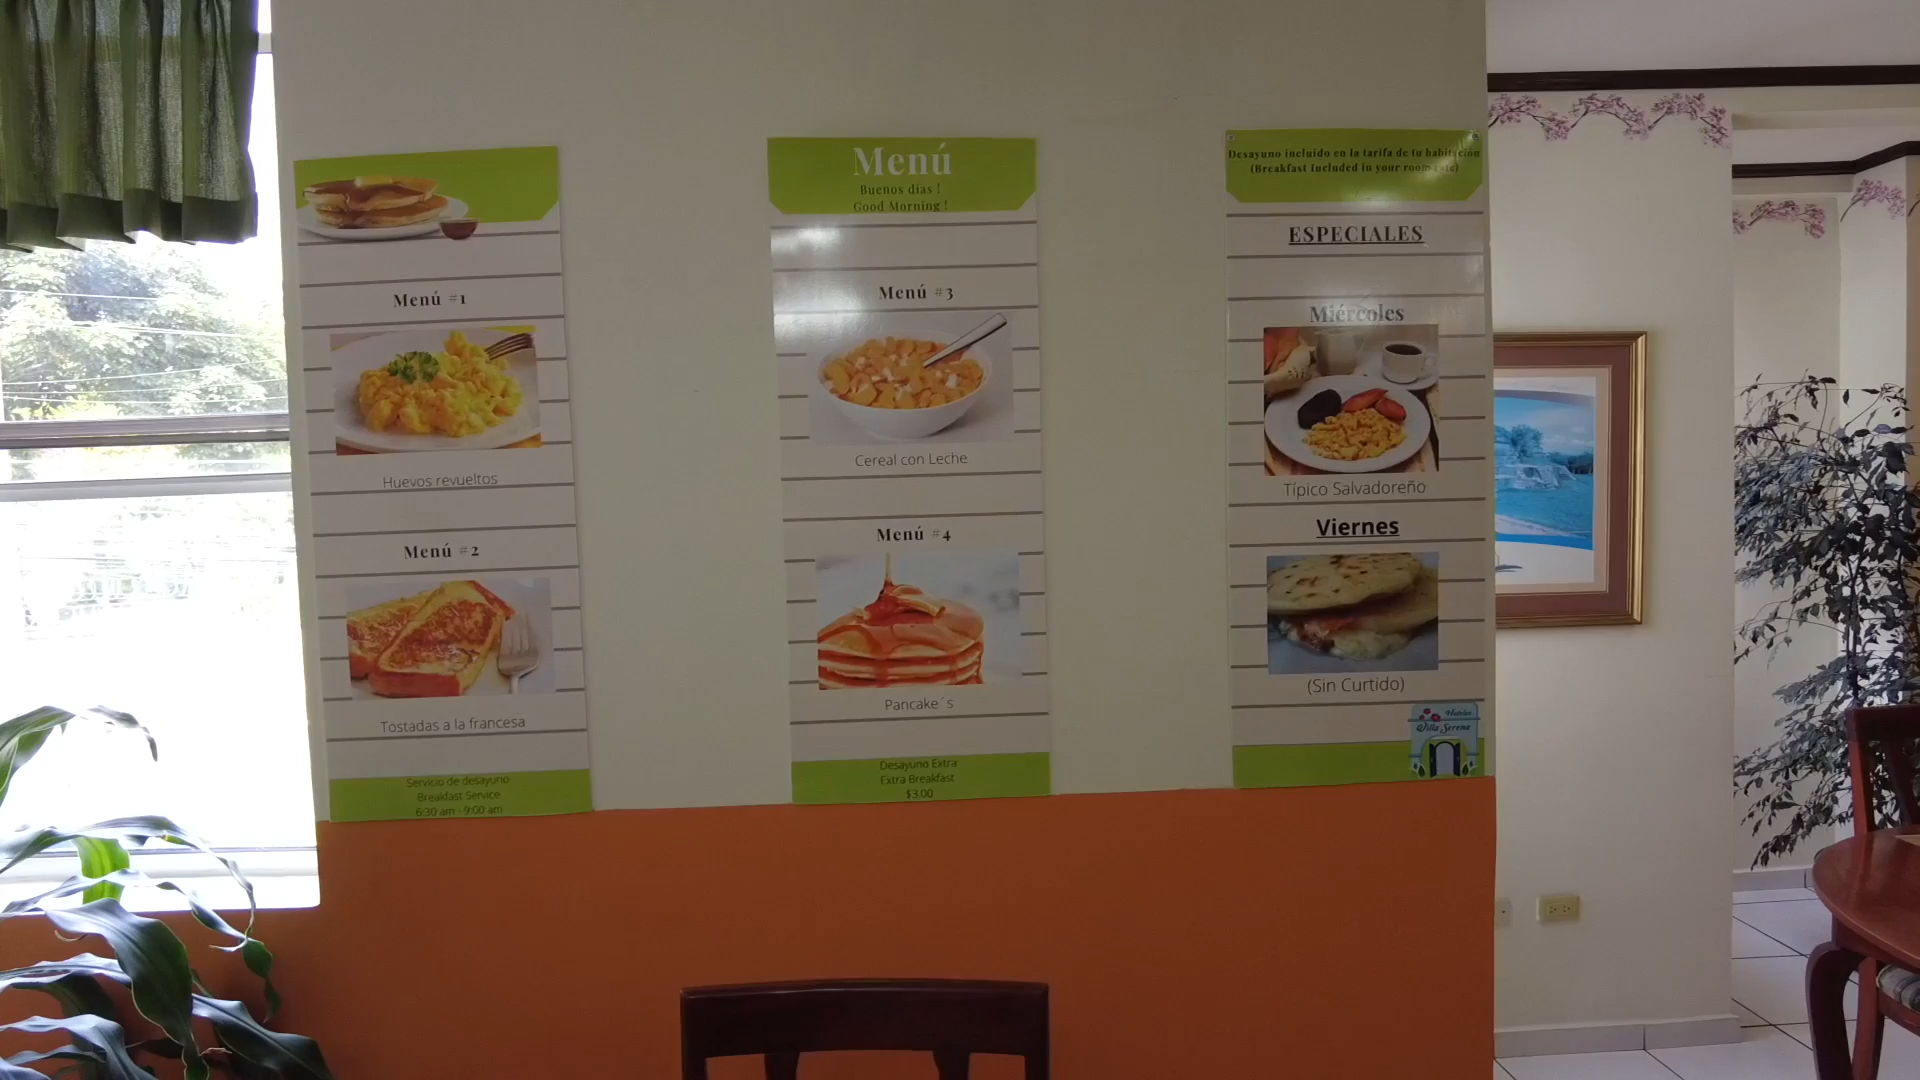 Menú #1
Huevos revueltos
Menú #2
Tostadas a la francesa
Servicio de desayuno
Breakfast Service
6:30 am - 9:00 am
Menú
Buenos días !
Good Morning !
Menú #3
Cereal con Leche
Menú #4
Pancake´s
Desayuno Extra
Extra Breakfast
$3.00
Desayuno incluido en la tarifa de tu habitación
(Breakfast Included in your room rate)
ESPECIALES
Miércoles
Típico Salvadoreño
Viernes
(Sin Curtido)
Hoteles
Villa Serena